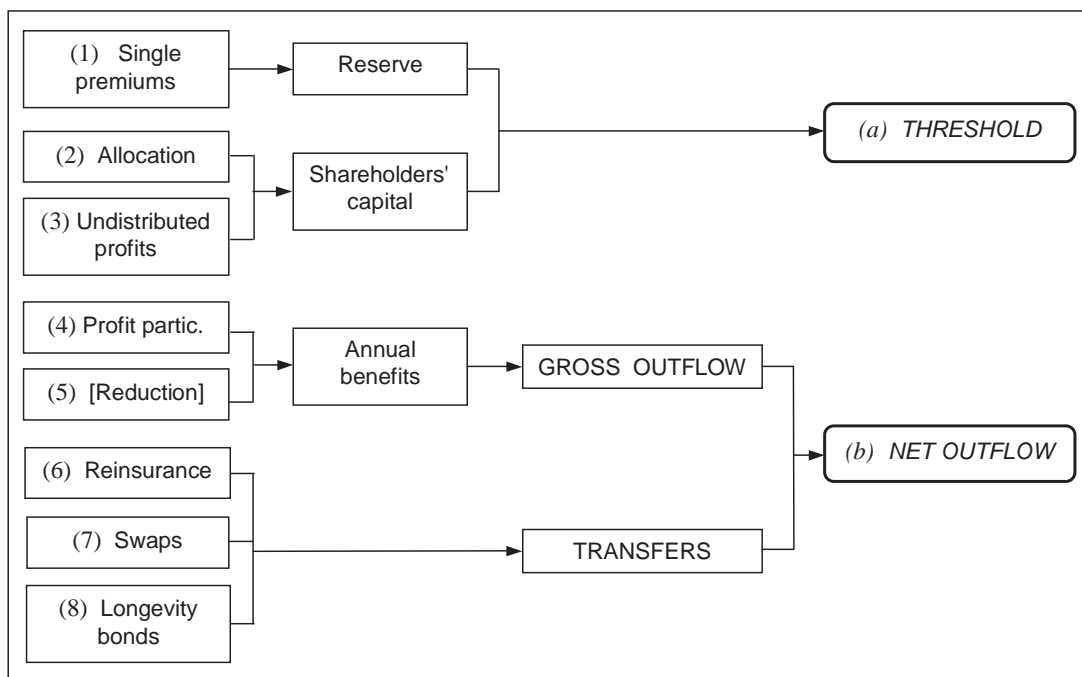 (1) Single
premiums
Reserve
(a) THRESHOLD
(2) Allocation
Shareholders'
capital
(3) Undistributed
profits
(4) Profit partic.
Annual
benefits
GROSS OUTFLOW
(5) [Reduction]
(b) NET OUTFLOW
(6) Reinsurance
(7) Swaps
TRANSFERS
(8) Longevity
bonds